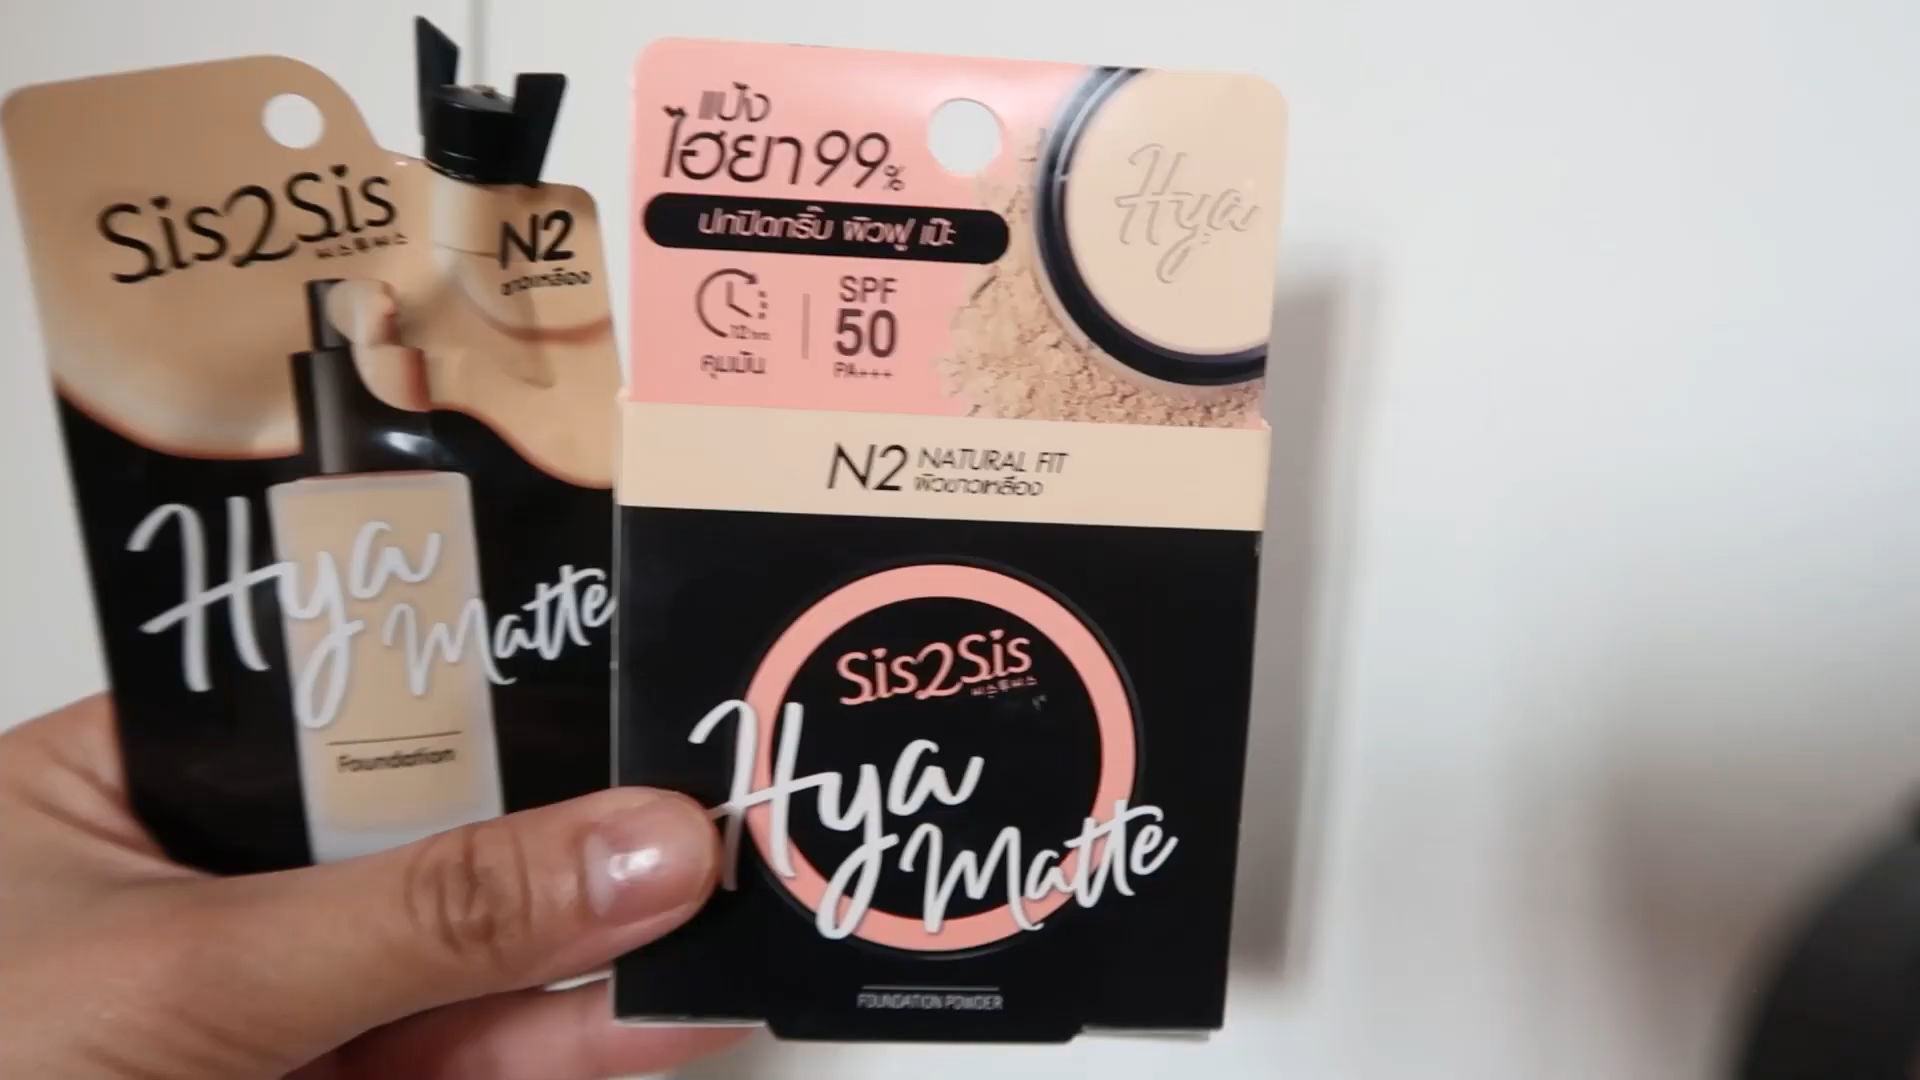 Sis2Sis
N2
ขาวเหลือง
Hya
Matte
Foundation
แป้ง
ไฮยา 99%
ปกปิดกริ๊บ ผิวฟู เป๊ะ
12 hrs
คุมมัน
SPF
50
PA+++
Hya
N2 NATURAL FIT
ผิวขาวเหลือง
Sis2Sis
Hya
Matte
FOUNDATION POWDER